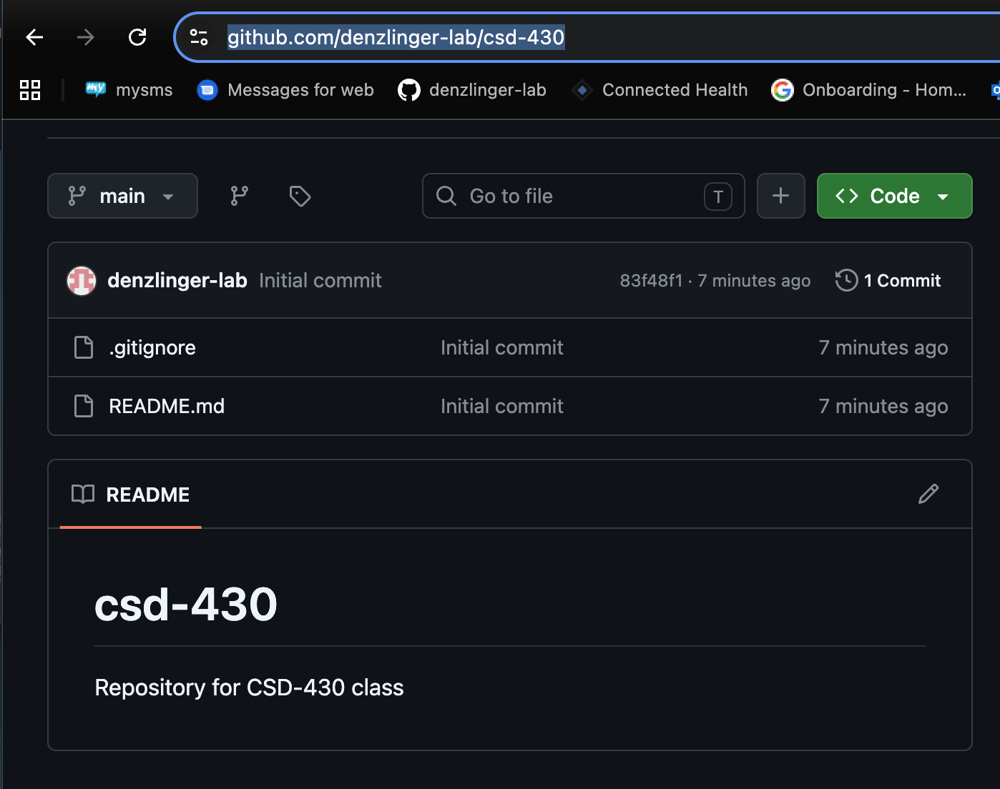 github.com/denzlinger-lab/csd-430
mysms Messages for web denzlinger-lab Connected Health Onboarding - Hom...
main Go to file T Code
denzlinger-lab Initial commit 83f48f1 · 7 minutes ago 1 Commit
.gitignore Initial commit 7 minutes ago
README.md Initial commit 7 minutes ago
README
csd-430
Repository for CSD-430 class